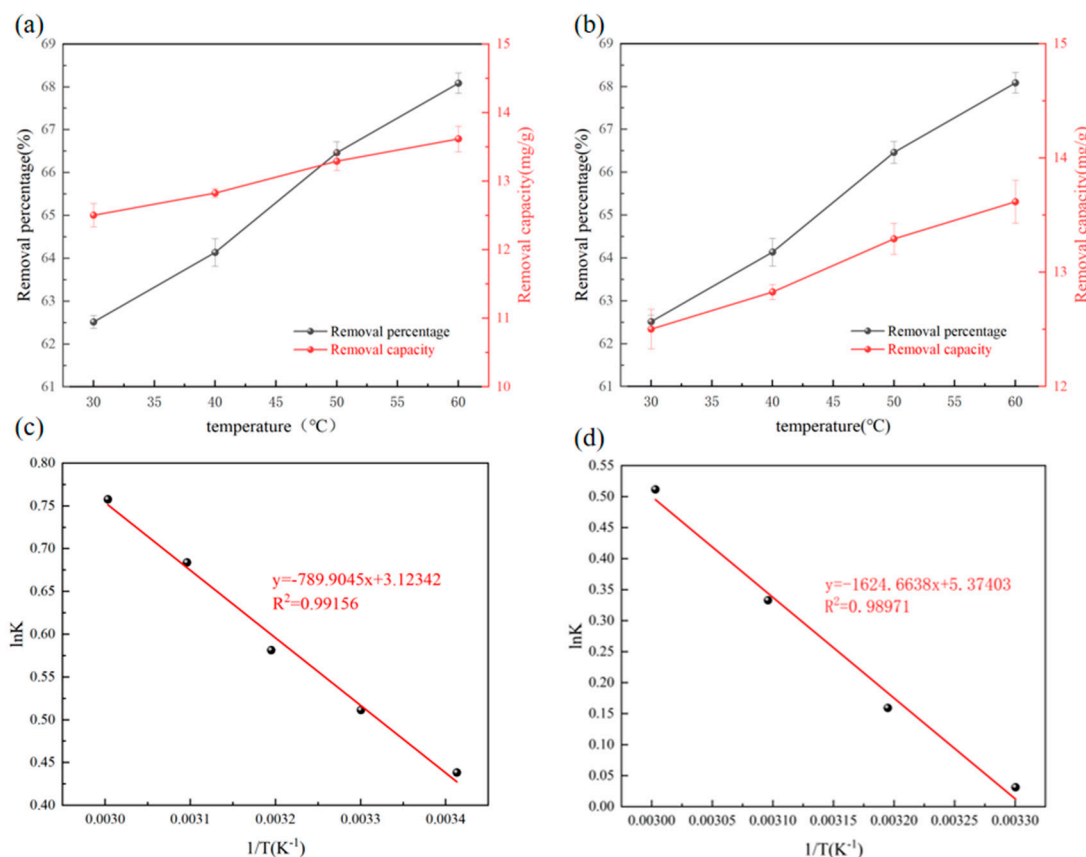 (a)
69
68
67
66
65
64
63
62
61
Removal percentage(%)
15
14
13
12
11
10
Removal capacity(mg/g)
Removal percentage
Removal capacity
30 35 40 45 50 55 60
temperature（℃）
(b)
69
68
67
66
65
64
63
62
61
Removal percentage(%)
15
14
13
12
Removal capacity(mg/g)
Removal percentage
Removal capacity
30 35 40 45 50 55 60
temperature(℃)
(c)
0.80
0.75
0.70
0.65
0.60
0.55
0.50
0.45
0.40
lnK
y=-789.9045x+3.12342
R²=0.99156
0.0030 0.0031 0.0032 0.0033 0.0034
1/T(K⁻¹)
(d)
0.55
0.50
0.45
0.40
0.35
0.30
0.25
0.20
0.15
0.10
0.05
0.00
lnK
y=-1624.6638x+5.37403
R²=0.98971
0.00300 0.00305 0.00310 0.00315 0.00320 0.00325 0.00330
1/T(K⁻¹)